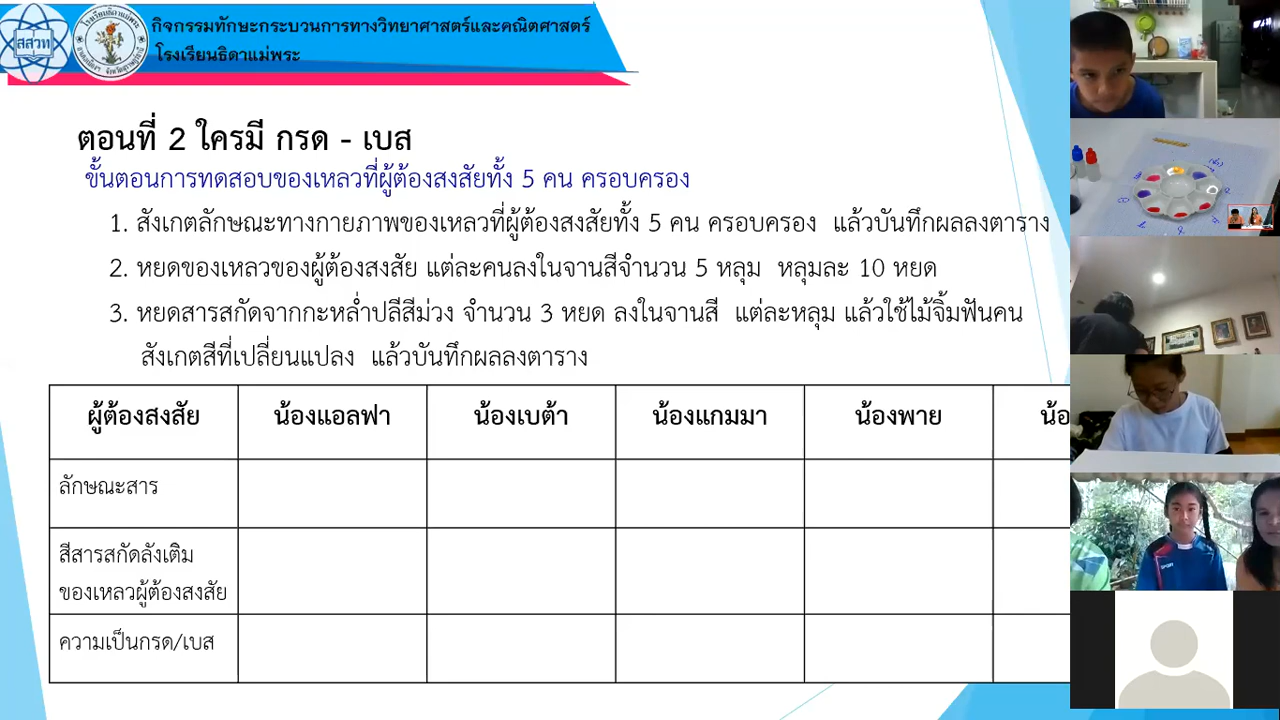 กิจกรรมทักษะกระบวนการทางวิทยาศาสตร์และคณิตศาสตร์
โรงเรียนธิดาแม่พระ
สสวท
ตอนที่ 2 ใครมี กรด - เบส
ขั้นตอนการทดสอบของเหลวที่ผู้ต้องสงสัยทั้ง 5 คน ครอบครอง
1. สังเกตลักษณะทางกายภาพของเหลวที่ผู้ต้องสงสัยทั้ง 5 คน ครอบครอง แล้วบันทึกผลลงตาราง
2. หยดของเหลวของผู้ต้องสงสัย แต่ละคนลงในจานสีจำนวน 5 หลุม หลุมละ 10 หยด
3. หยดสารสกัดจากกะหล่ำปลีสีม่วง จำนวน 3 หยด ลงในจานสี แต่ละหลุม แล้วใช้ไม้จิ้มฟันคน
สังเกตสีที่เปลี่ยนแปลง แล้วบันทึกผลลงตาราง
ผู้ต้องสงสัย น้องแอลฟา น้องเบต้า น้องแกมมา น้องพาย น้อ
ลักษณะสาร
สีสารสกัดลังเติม
ของเหลวผู้ต้องสงสัย
ความเป็นกรด/เบส
SPORT